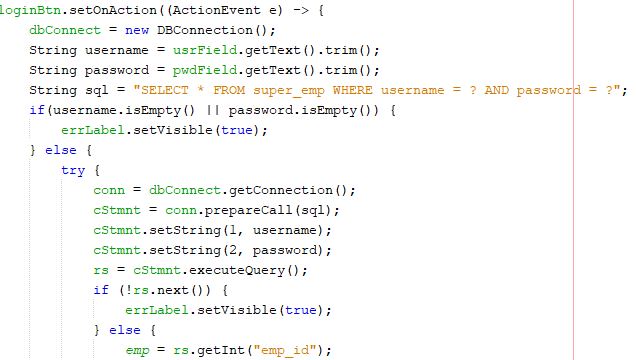 loginBtn.setOnAction((ActionEvent e) -> {
dbConnect = new DBConnection();
String username = usrField.getText().trim();
String password = pwdField.getText().trim();
String sql = "SELECT * FROM super_emp WHERE username = ? AND password = ?";
if(username.isEmpty() || password.isEmpty()) {
errLabel.setVisible(true);
} else {
try {
conn = dbConnect.getConnection();
cStmnt = conn.prepareCall(sql);
cStmnt.setString(1, username);
cStmnt.setString(2, password);
rs = cStmnt.executeQuery();
if (!rs.next()) {
errLabel.setVisible(true);
} else {
emp = rs.getInt("emp_id");